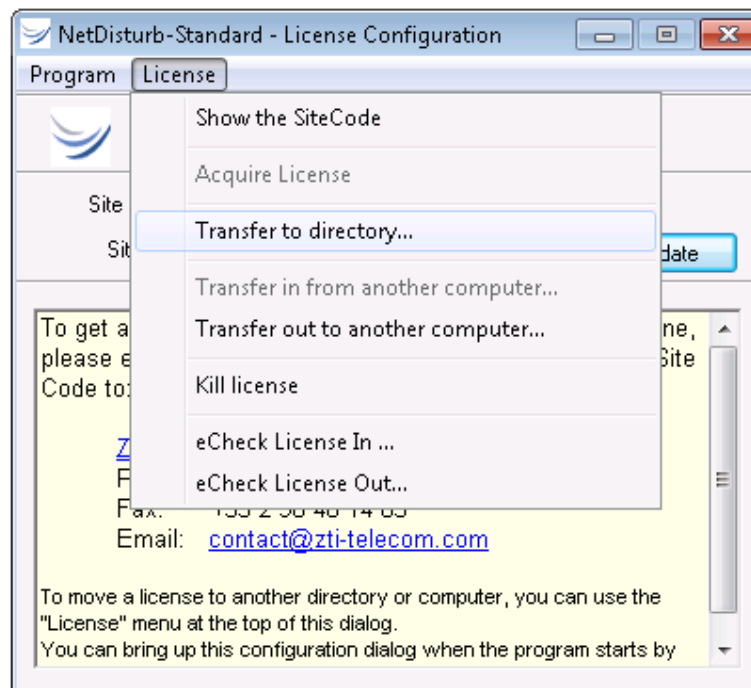 NetDisturb-Standard - License Configuration
Program License
Show the SiteCode
Acquire License
Site
Transfer to directory...
Sit
date
Transfer in from another computer...
To get a
ne,
Transfer out to another computer...
please e
Site
Code to:
Kill license
eCheck License In ...
Z
F
eCheck License Out...
Fax:
Email: contact@zti-telecom.com
To move a license to another directory or computer, you can use the
"License" menu at the top of this dialog.
You can bring up this configuration dialog when the program starts by